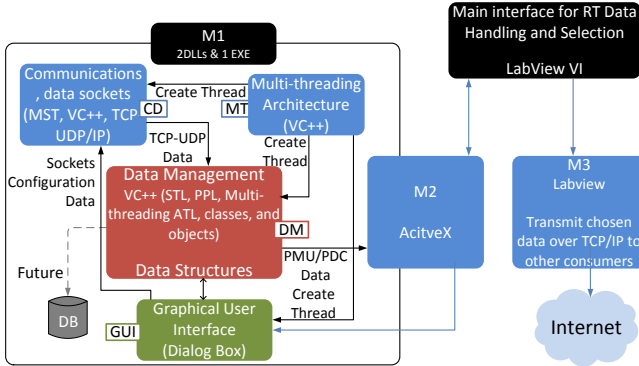 M1
2DLLs & 1 EXE
Main interface for RT Data
Handling and Selection
LabView VI
Communications
, data sockets
(MST, VC++, TCP
UDP/IP)
CD
Create Thread
MT
Multi-threading
Architecture
(VC++)
TCP-UDP
Data
Create
Thread
Sockets
Configuration
Data
Data Management
VC++ (STL, PPL, Multi-
threading ATL, classes, and
objects)
Data Structures
DM
M2
AcitveX
M3
Labview
Transmit chosen
data over TCP/IP to
other consumers
Future
DB
PMU/PDC
Data
Create
Thread
GUI
Graphical User
Interface
(Dialog Box)
Internet